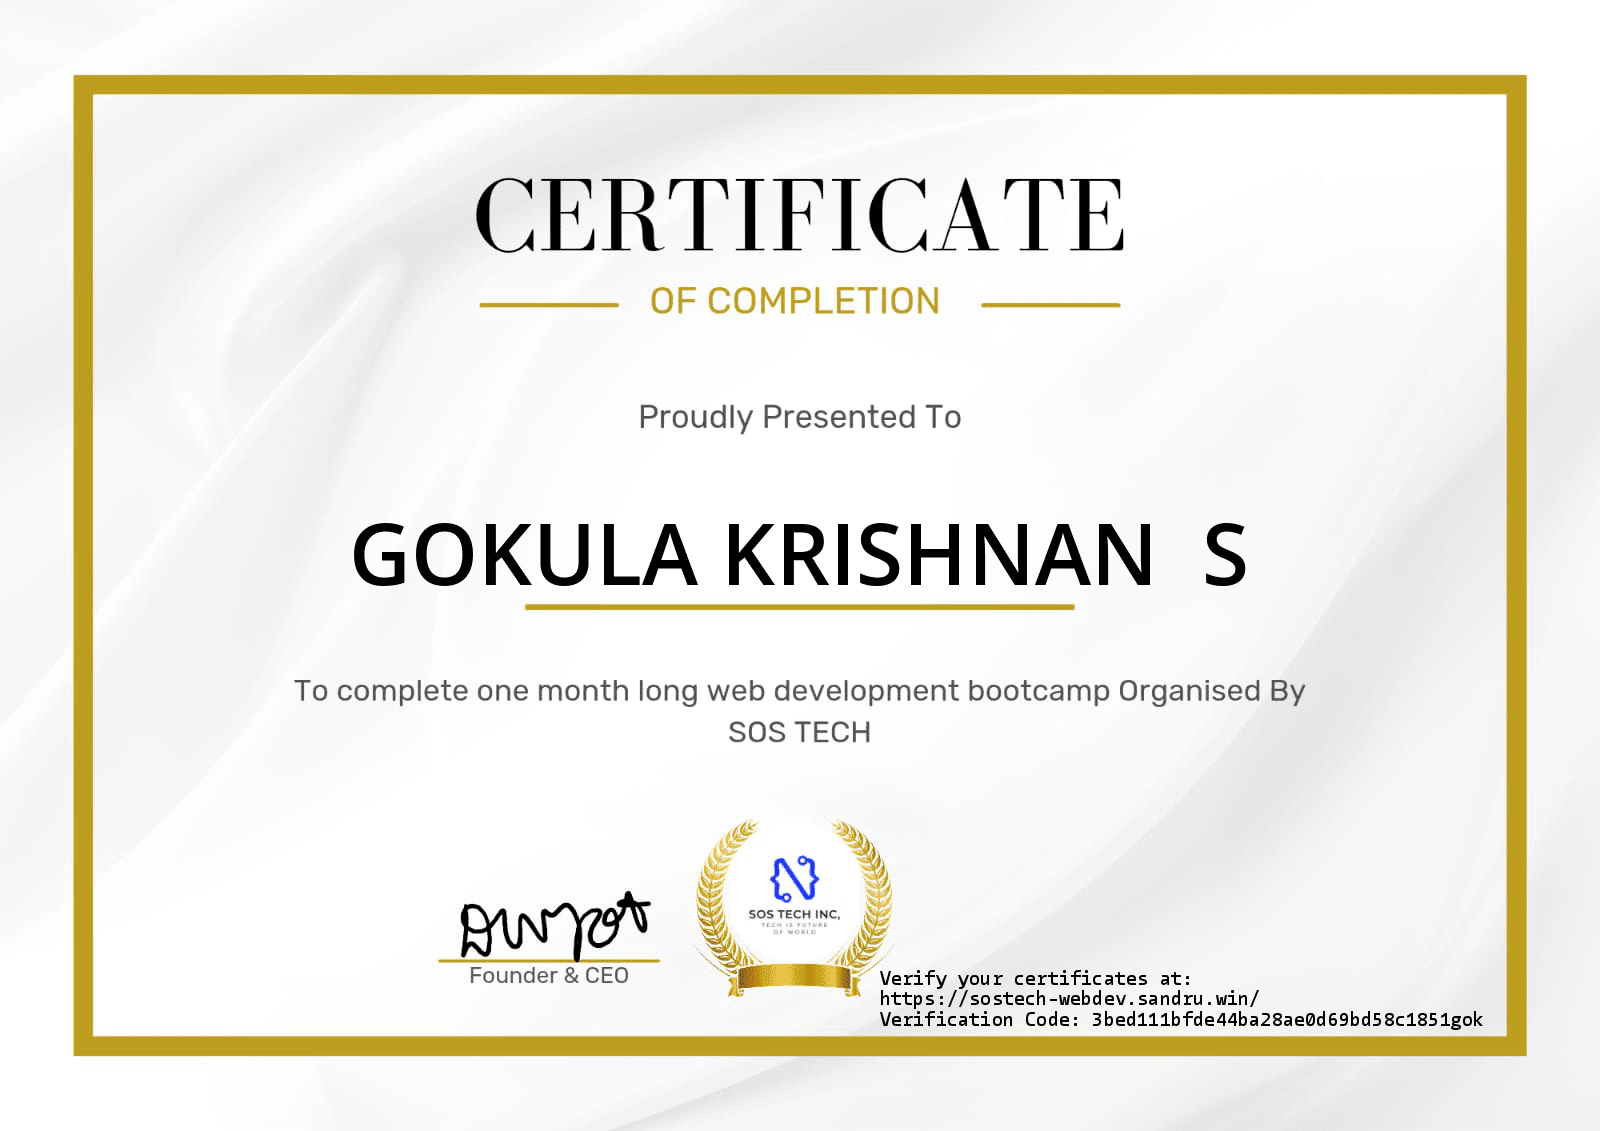 CERTIFICATE
OF COMPLETION
Proudly Presented To
GOKULA KRISHNAN  S
To complete one month long web development bootcamp Organised By
SOS TECH
Founder & CEO
SOS TECH INC,
TECH IS FUTURE
OF WORLD
Verify your certificates at:
https://sostech-webdev.sandru.win/
Verification Code: 3bed111bfde44ba28ae0d69bd58c1851gok